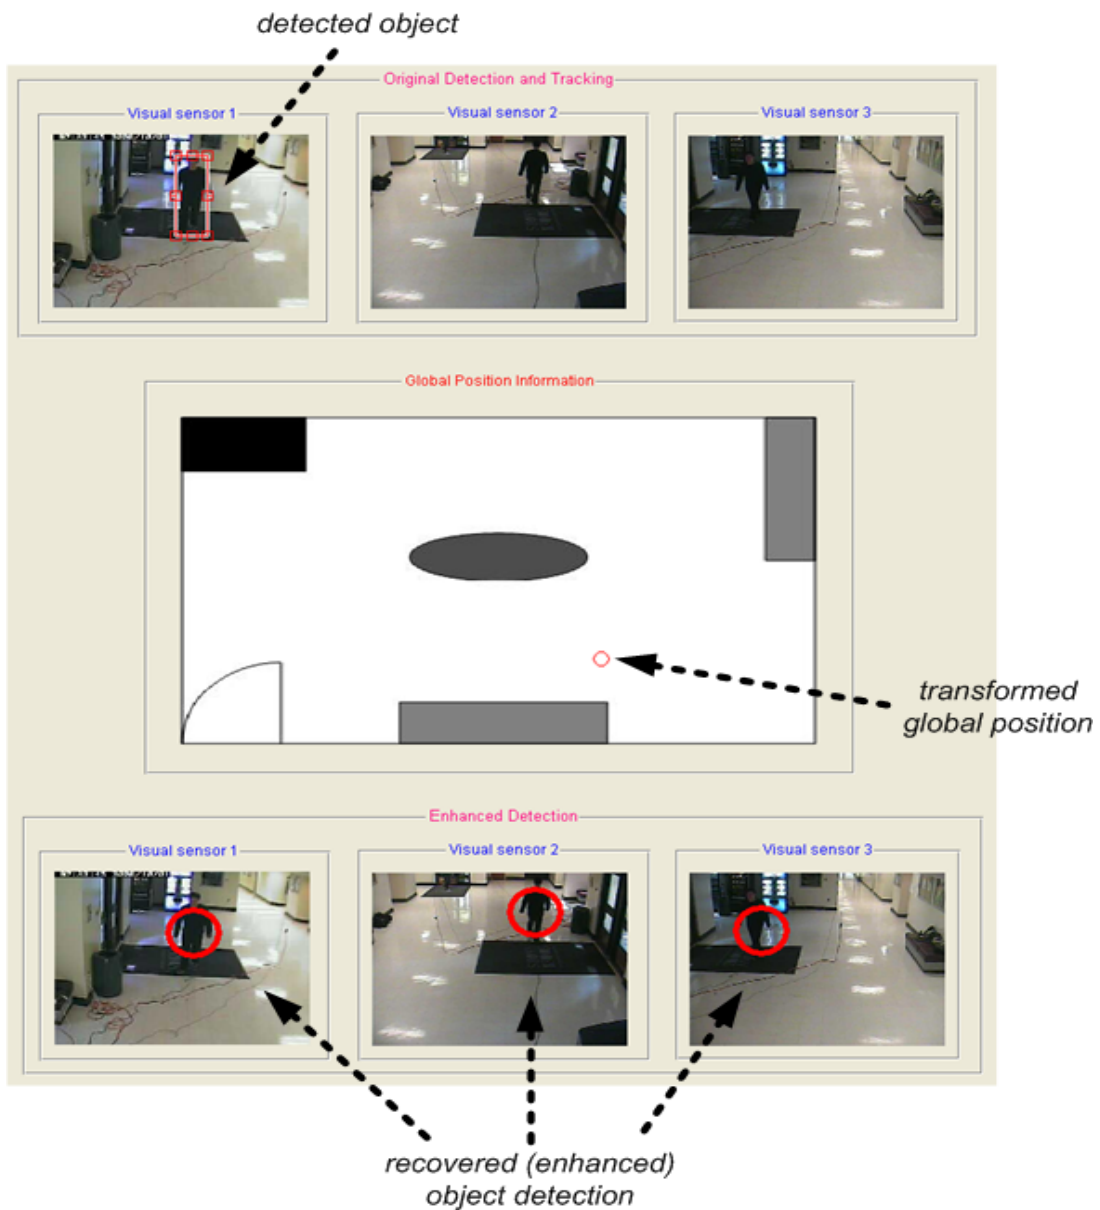 detected object
Original Detection and Tracking
Visual sensor 1
Visual sensor 2
Visual sensor 3
Global Position Information
transformed
global position
Enhanced Detection
Visual sensor 1
Visual sensor 2
Visual sensor 3
recovered (enhanced)
object detection